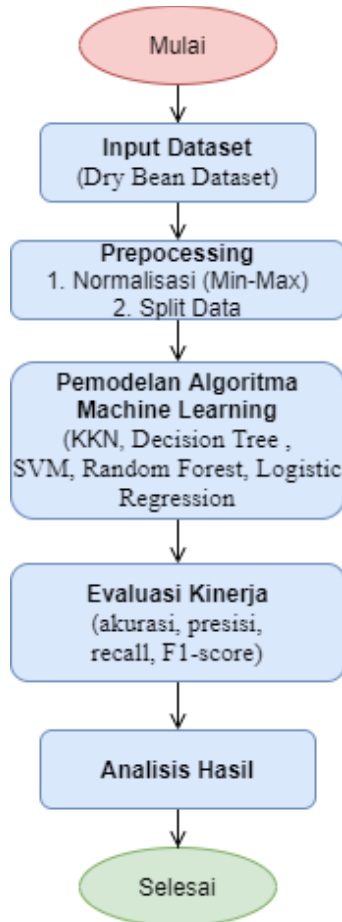 Mulai
Input Dataset
(Dry Bean Dataset)
Prepocessing
1. Normalisasi (Min-Max)
2. Split Data
Pemodelan Algoritma
Machine Learning
(KKN, Decision Tree ,
SVM, Random Forest, Logistic
Regression
Evaluasi Kinerja
(akurasi, presisi,
recall, F1-score)
Analisis Hasil
Selesai